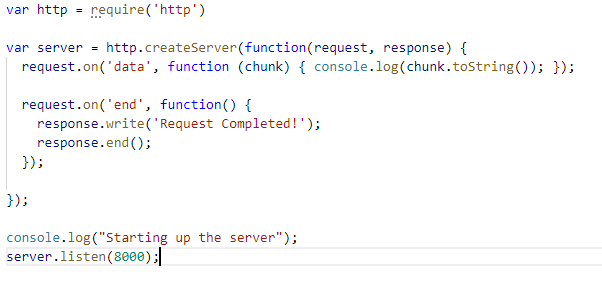 var http = require('http')
var server = http.createServer(function(request, response) {
request.on('data', function (chunk) { console.log(chunk.toString()); });
request.on('end', function() {
response.write('Request Completed!');
response.end();
});
});
console.log("Starting up the server");
server.listen(8000);